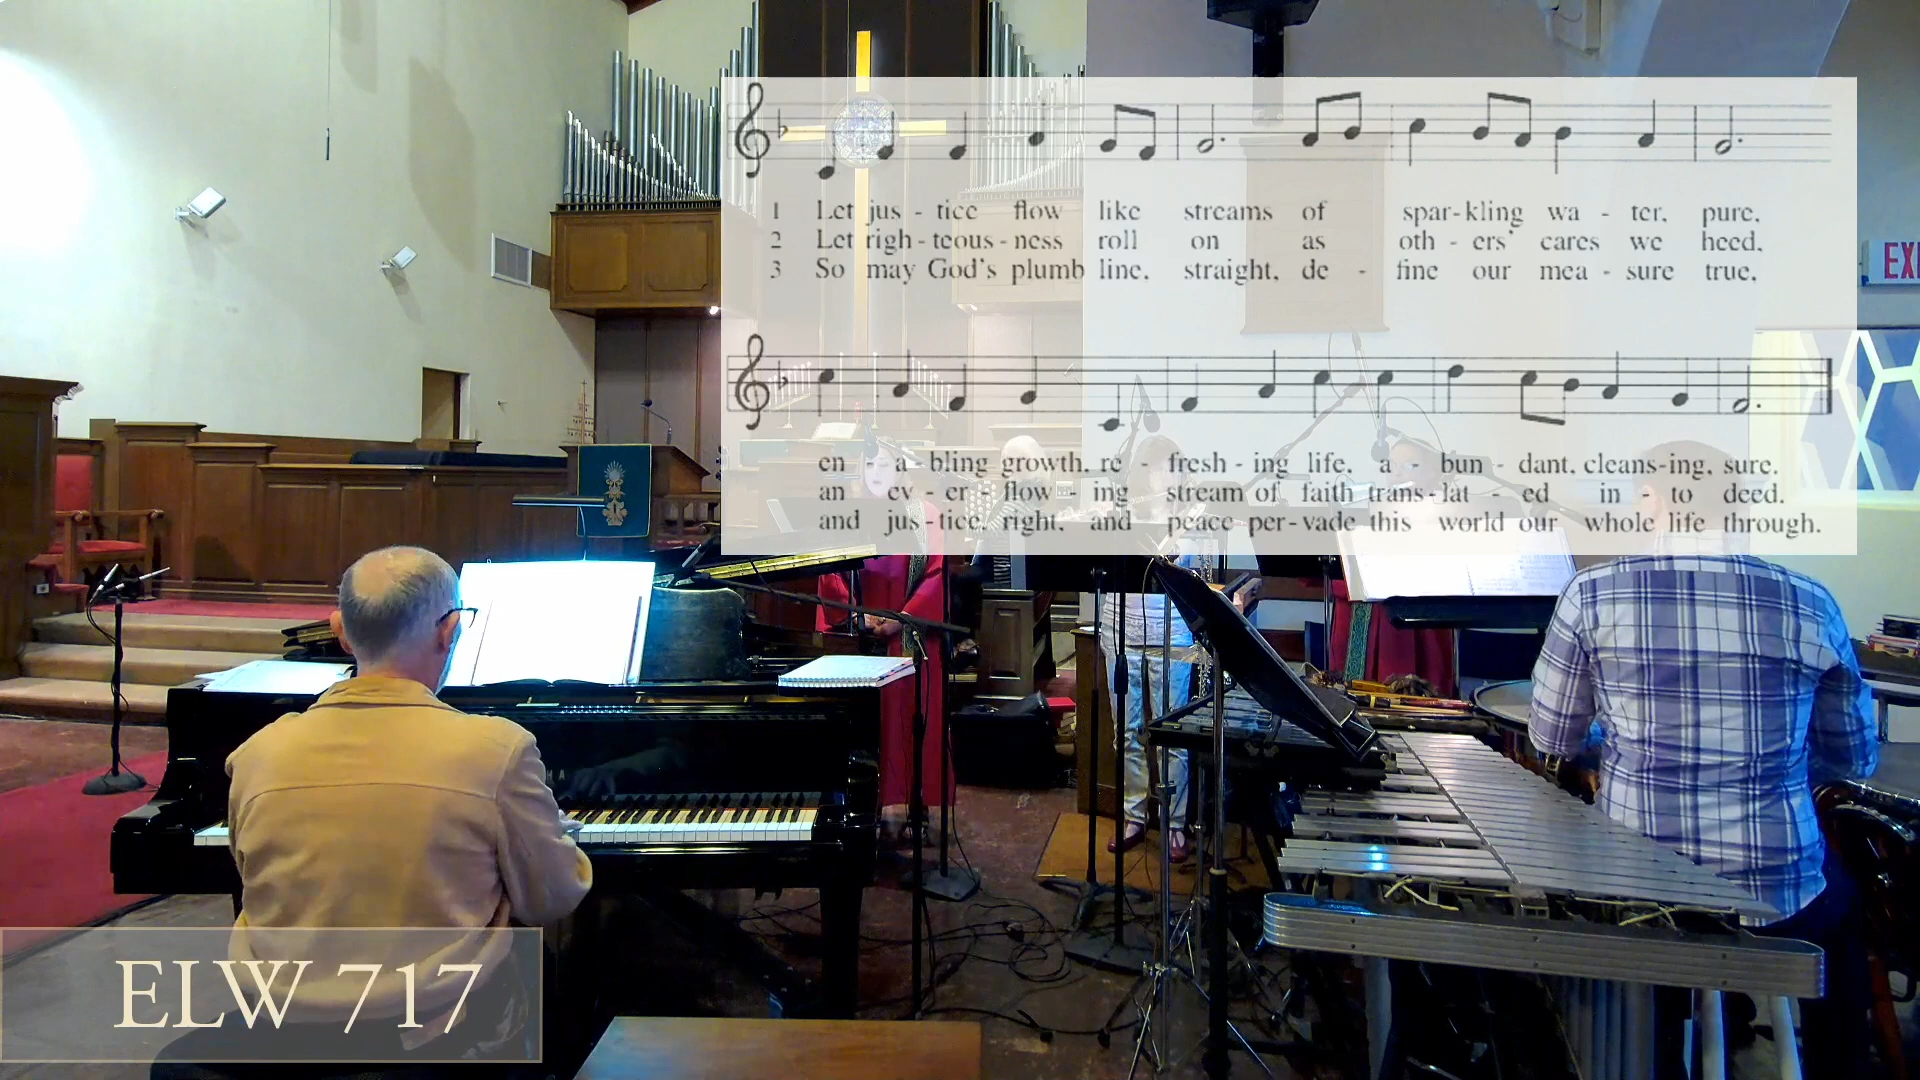 1 Let jus - tice flow like streams of spar - kling wa - ter, pure,
2 Let righ - teous - ness roll on as oth - ers' cares we heed,
3 So may God's plumb line, straight, de - fine our mea - sure true,
en - a - bling growth, re - fresh - ing life, a - bun - dant, cleans - ing, sure.
an ev - er - flow - ing stream of faith trans - lat - ed in - to deed.
and jus - tice, right, and peace per - vade this world our whole life through.
EXI
ELW 717